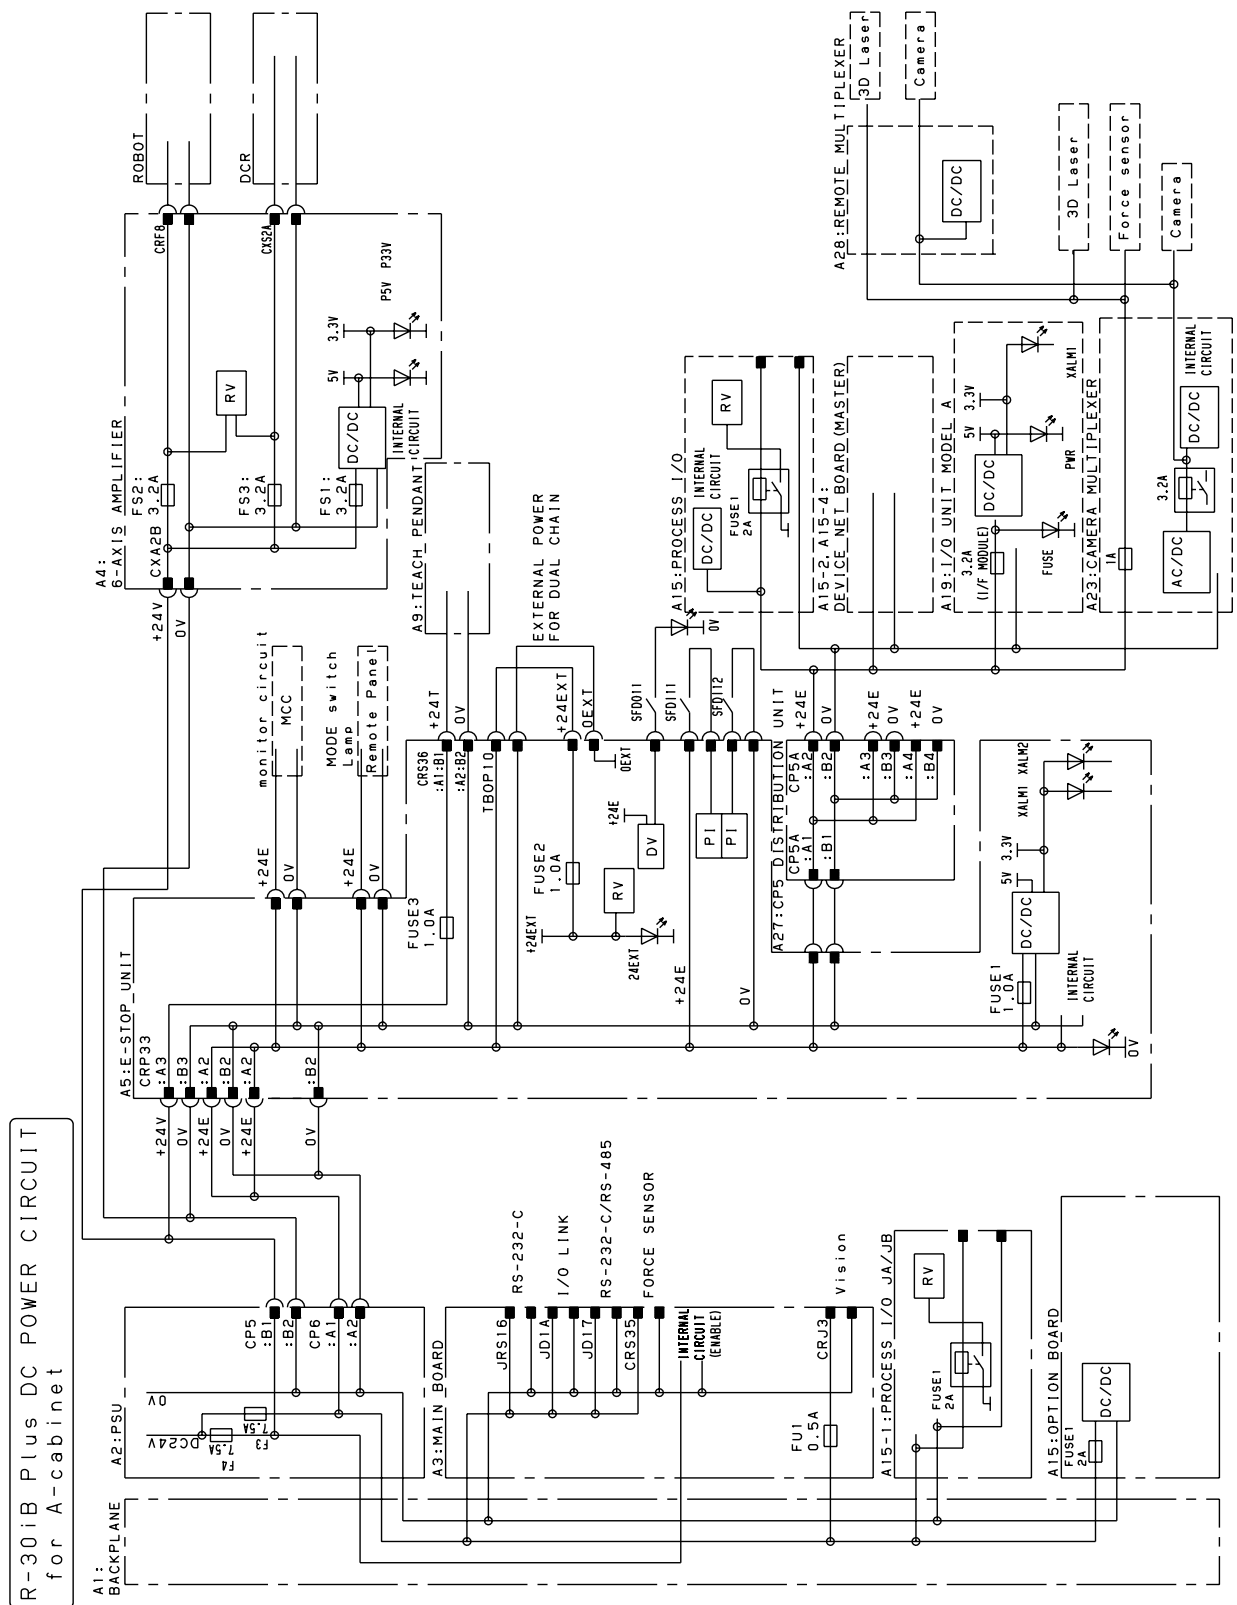 R-30iB Plus DC POWER CIRCUIT
for A-cabinet
A1:
BACKPLANE
A2:PSU
DC24V
0V
F4
7.5A
F3
7.5A
CP5
:B1
:B2
CP6
:A1
:A2
A3:MAIN BOARD
JRS16
RS-232-C
JD1A
I/O LINK
JD17
RS-232-C/RS-485
CRS35
FORCE SENSOR
INTERNAL
CIRCUIT
(ENABLE)
FU1
0.5A
CRJ3
Vision
A15-1:PROCESS I/O JA/JB
FUSE1
2A
RV
A15:OPTION BOARD
FUSE1
2A
DC/DC
A5:E-STOP_UNIT
CRP33
+24V
:A3
0V
:B3
+24E
:A2
0V
:B2
+24E
:A2
0V
:B2
+24E
0V
monitor circuit
MCC
+24E
0V
MODE switch
Lamp
Remote Panel
FUSE3
1.0A
CRS36
:A1:B1
:A2:B2
+24T
0V
TBOP10
EXTERNAL POWER
FOR DUAL CHAIN
+24EXT
0EXT
0EXT
FUSE2
1.0A
+24EXT
RV
24EXT
+24E
DV
SFDO11
0V
+24E
0V
PI
PI
SFDI11
SFDI12
A27:CP5 DISTRIBUTION UNIT
CP5A
:A1
:B1
CP5A
:A2
:B2
:A3
:B3
:A4
:B4
+24E
0V
+24E
0V
+24E
0V
FUSE1
1.0A
DC/DC
5V
3.3V
XALM1
XALM2
INTERNAL
CIRCUIT
0V
A4:
6-AXIS AMPLIFIER
+24V
0V
CXA2B
FS2:
3.2A
FS3:
3.2A
FS1:
3.2A
RV
DC/DC
INTERNAL
CIRCUIT
5V
3.3V
P5V
P33V
CRF8
CXS2A
ROBOT
DCR
A9:TEACH PENDANT
A15:PROCESS I/O
DC/DC
INTERNAL
CIRCUIT
FUSE1
2A
RV
A15-2,A15-4:
DEVICE NET BOARD(MASTER)
A19:I/O UNIT MODEL A
3.2A
(I/F MODULE)
FUSE
DC/DC
5V
3.3V
PWR
XALM1
A23:CAMERA MULTIPLEXER
1A
AC/DC
3.2A
DC/DC
INTERNAL
CIRCUIT
A28:REMOTE MULTIPLEXER
DC/DC
3D Laser
Camera
3D Laser
Force sensor
Camera